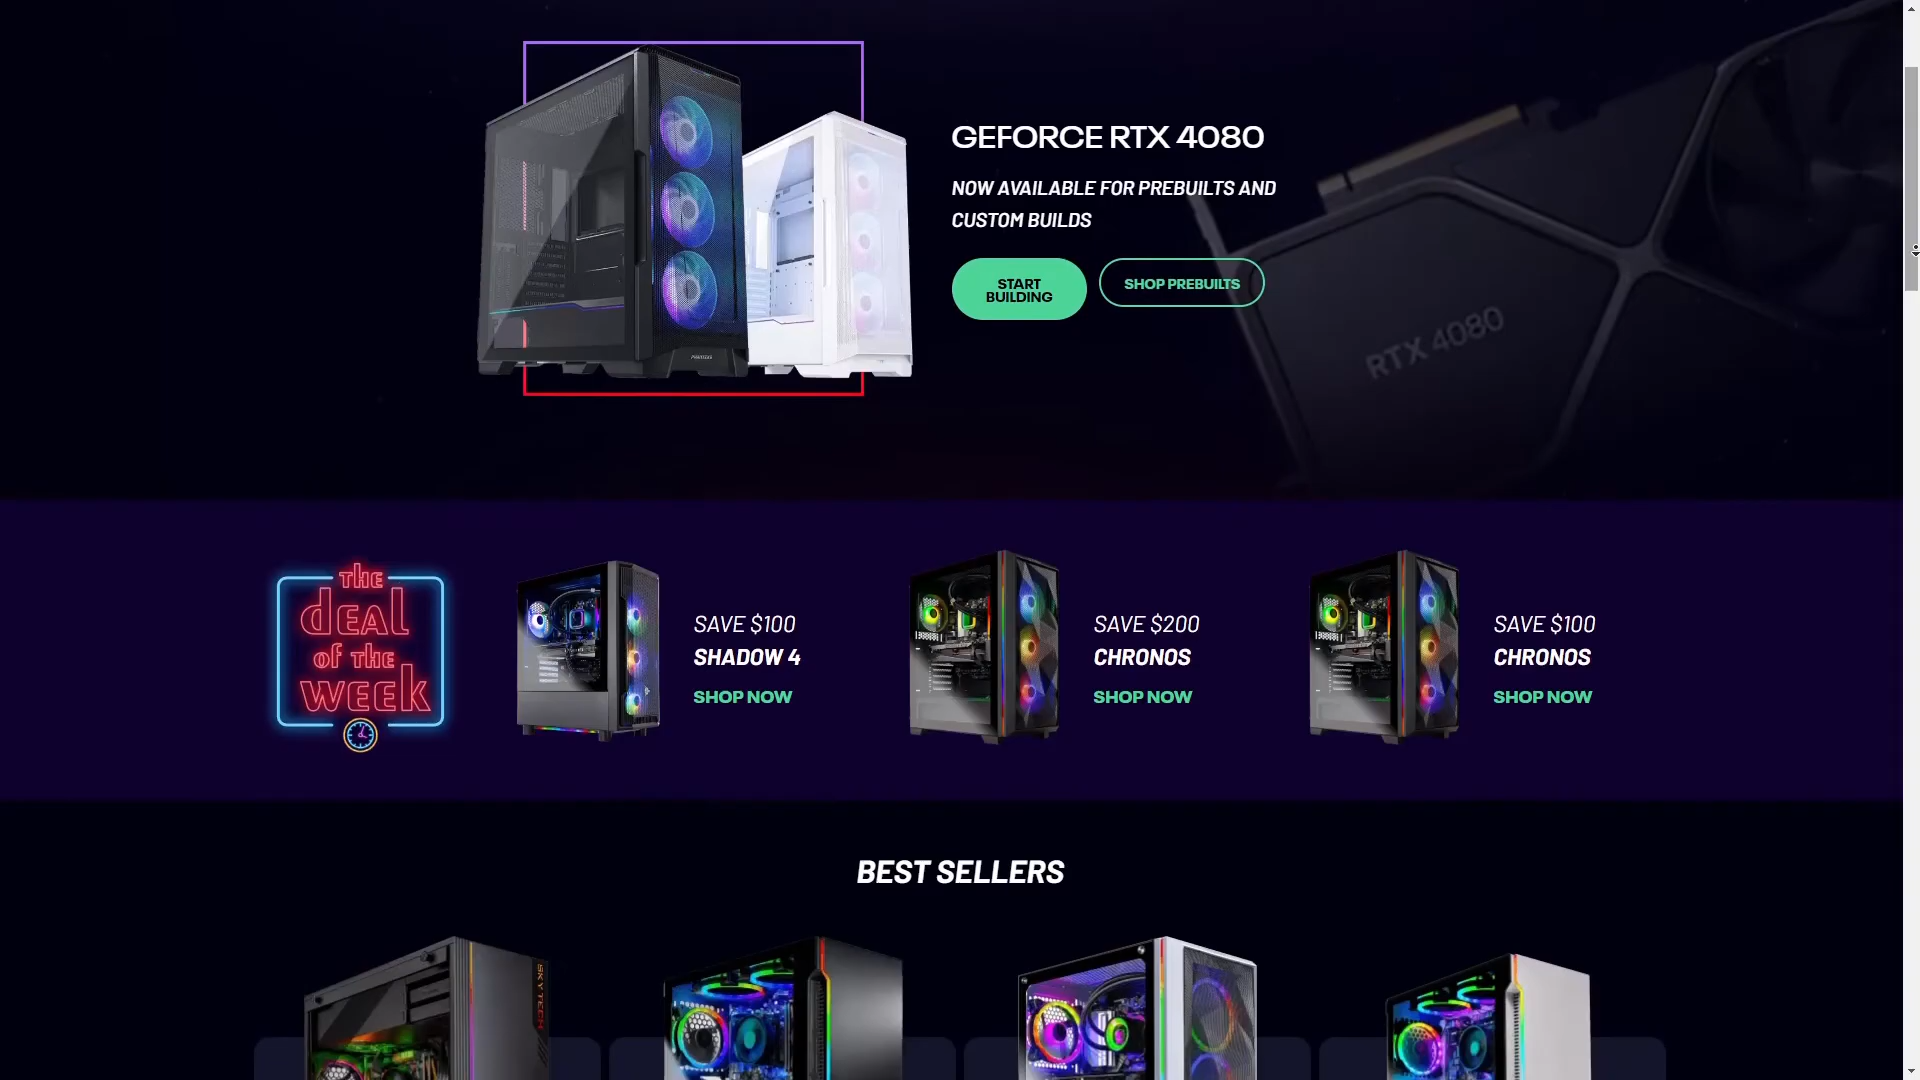 GEFORCE RTX 4080
NOW AVAILABLE FOR PREBUILTS AND
CUSTOM BUILDS
START
BUILDING
SHOP PREBUILTS
RTX 4080
PHANTEKS
THE
DEAL
OF THE
WEEK
SAVE $100
SHADOW 4
SHOP NOW
SAVE $200
CHRONOS
SHOP NOW
SAVE $100
CHRONOS
SHOP NOW
BEST SELLERS
SKYTECH